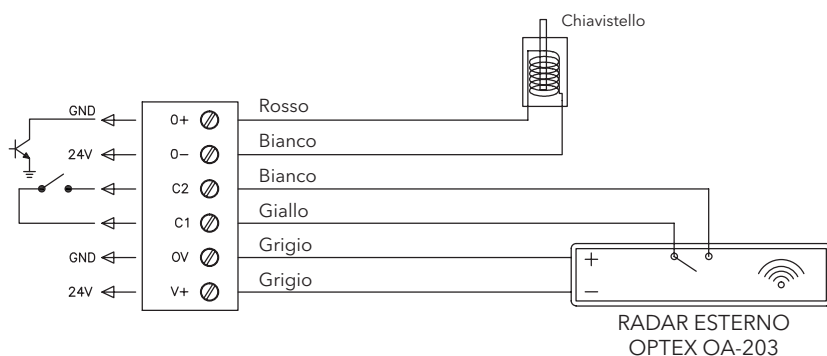 Chiavistello
GND 0+ Rosso
24V 0− Bianco
C2 Bianco
C1 Giallo
GND 0V Grigio +
24V V+ Grigio −
RADAR ESTERNO
OPTEX OA-203